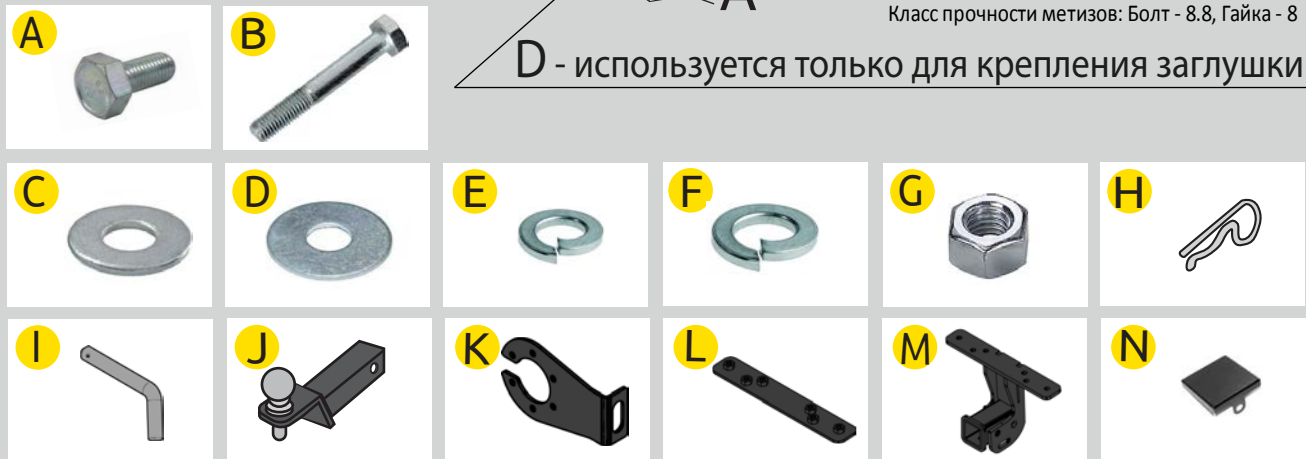 A
Класс прочности метизов: Болт - 8.8, Гайка - 8
D - используется только для крепления заглушки
A B
C D E F G H
I J K L M N